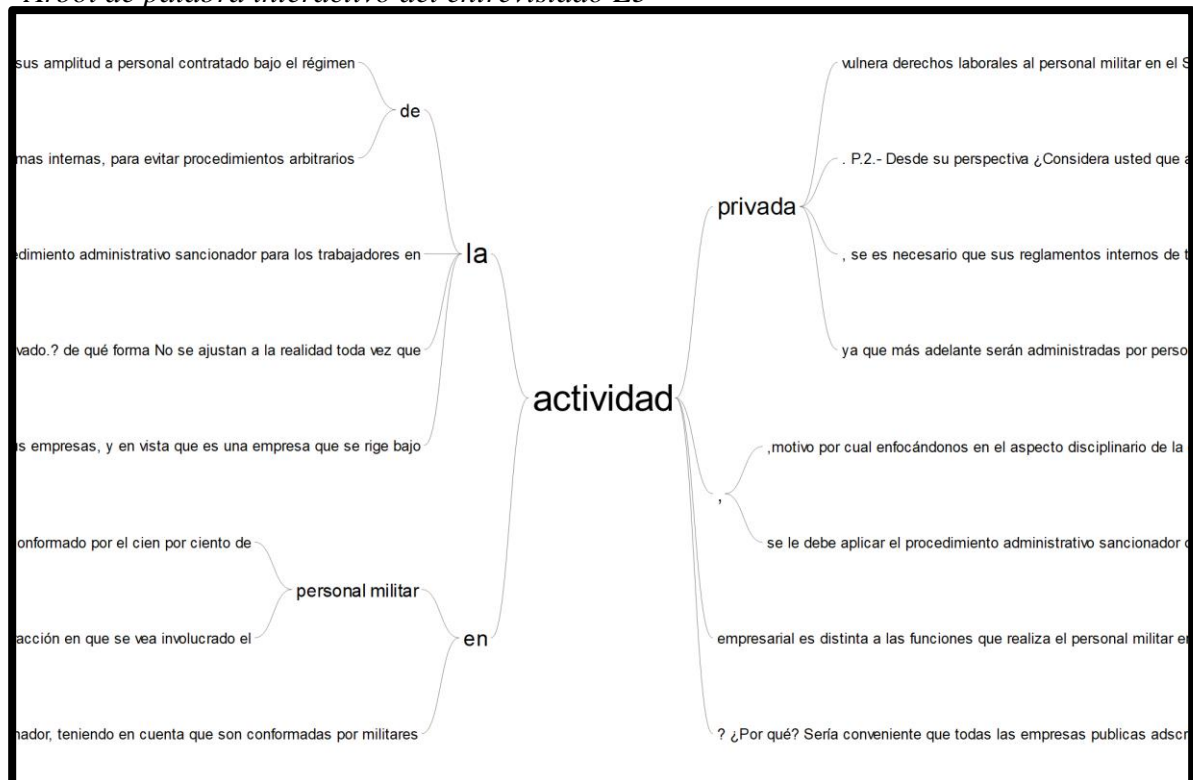 sus amplitud a personal contratado bajo el régimen
de
mas internas, para evitar procedimientos arbitrarios
edimiento administrativo sancionador para los trabajadores en
la
vado.? de qué forma No se ajustan a la realidad toda vez que
us empresas, y en vista que es una empresa que se rige bajo
onformado por el cien por ciento de
personal militar
acción en que se vea involucrado el
en
nador, teniendo en cuenta que son conformadas por militares
actividad
vulnera derechos laborales al personal militar en el S
. P.2.- Desde su perspectiva ¿Considera usted que a
privada
, se es necesario que sus reglamentos internos de t
ya que más adelante serán administradas por perso
,motivo por cual enfocándonos en el aspecto disciplinario de la
,
se le debe aplicar el procedimiento administrativo sancionador
empresarial es distinta a las funciones que realiza el personal militar en
? ¿Por qué? Sería conveniente que todas las empresas publicas adscr